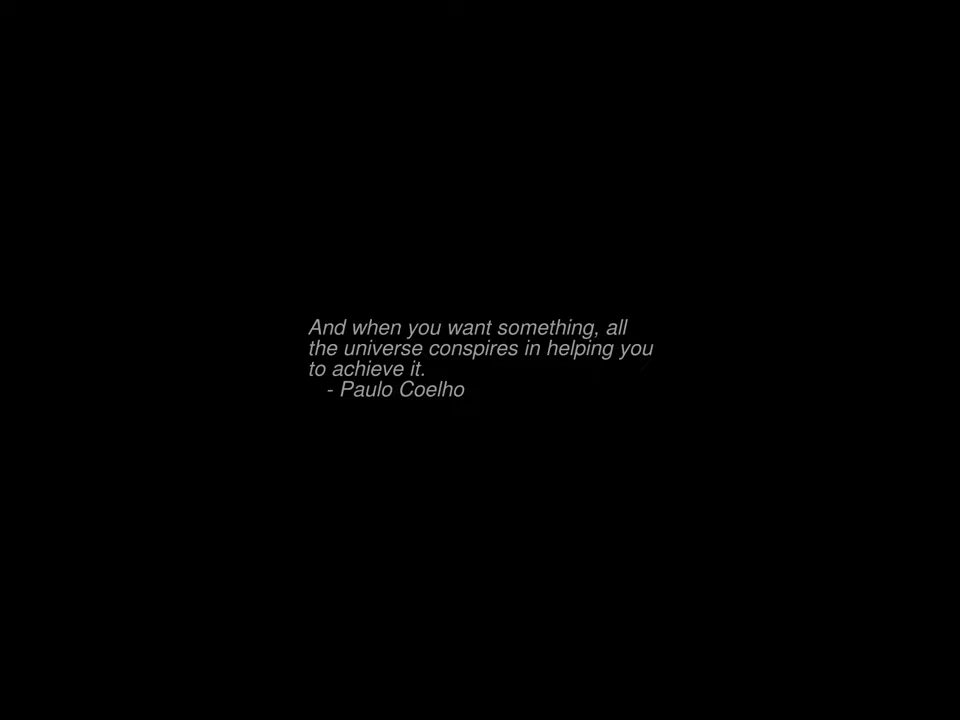 And when you want something, all
the universe conspires in helping you
to achieve it.
- Paulo Coelho